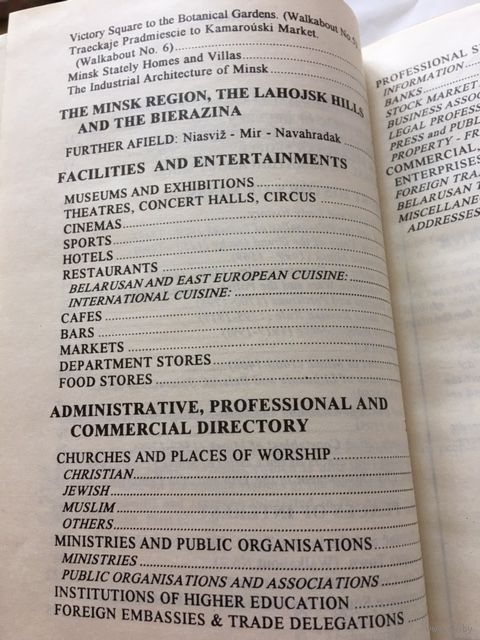 Victory Square to the Botanical Gardens. (Walkabout No.5)
Traeckaje Pradmiescie to Kamaroŭski Market.
(Walkabout No. 6)
Minsk Stately Homes and Villas
The Industrial Architecture of Minsk
THE MINSK REGION, THE LAHOJSK HILLS
AND THE BIERAZINA
FURTHER AFIELD: Niasviž - Mir - Navahradak
FACILITIES AND ENTERTAINMENTS
MUSEUMS AND EXHIBITIONS
THEATRES, CONCERT HALLS, CIRCUS
CINEMAS
SPORTS
HOTELS
RESTAURANTS
BELARUSAN AND EAST EUROPEAN CUISINE:
INTERNATIONAL CUISINE:
CAFES
BARS
MARKETS
DEPARTMENT STORES
FOOD STORES
ADMINISTRATIVE, PROFESSIONAL AND
COMMERCIAL DIRECTORY
CHURCHES AND PLACES OF WORSHIP
CHRISTIAN
JEWISH
MUSLIM
OTHERS
MINISTRIES AND PUBLIC ORGANISATIONS
MINISTRIES
PUBLIC ORGANISATIONS AND ASSOCIATIONS
INSTITUTIONS OF HIGHER EDUCATION
FOREIGN EMBASSIES & TRADE DELEGATIONS
PROFESSIONAL S
INFORMATION
BANKS
STOCK MARKET
BUSINESS ASSOC
LEGAL PROFESS
PRESS and PUBL
PROPERTY - FR
COMMERCIAL,
ENTERPRISES
FOREIGN TRA
BELARUSAN T
MISCELLANE
ADDRESSES